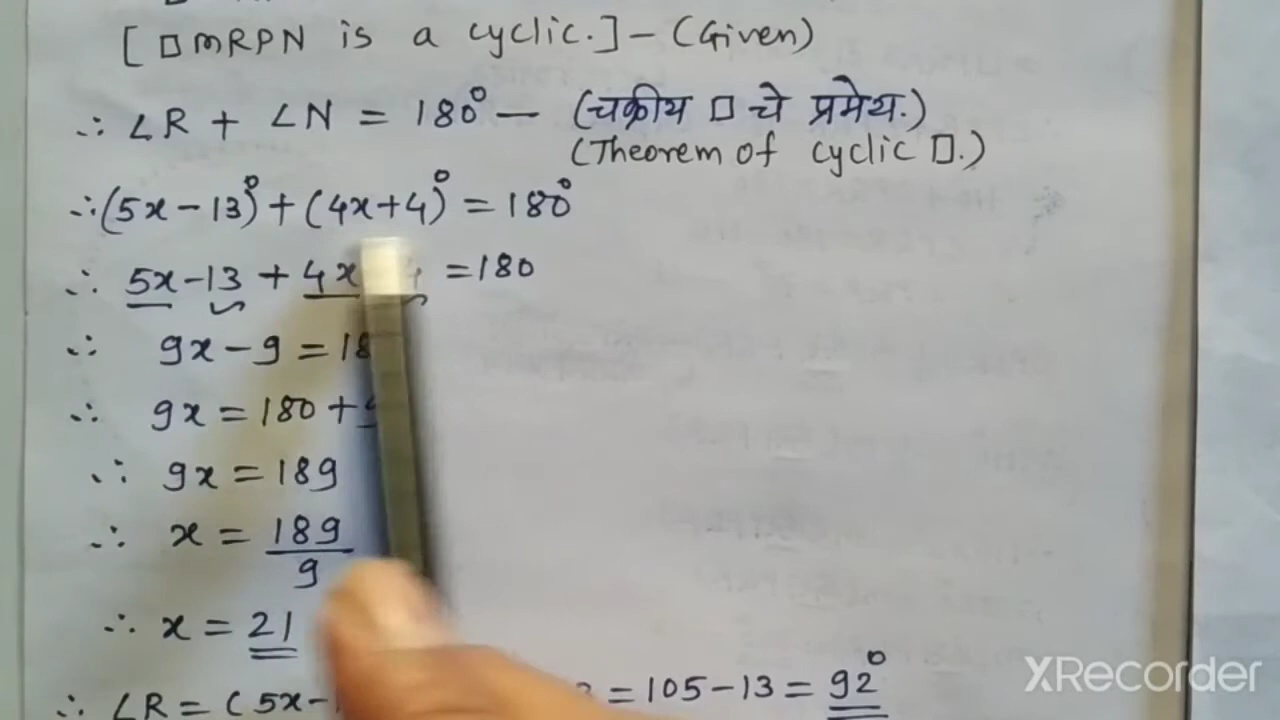 [□MRPN is a cyclic.] – (Given)
∴ ∠R + ∠N = 180° – (चक्रीय □ चे प्रमेय.)
(Theorem of cyclic □.)
∴ (5x – 13)° + (4x + 4)° = 180°
∴ 5x – 13 + 4x 4 = 180
∴ 9x – 9 = 18
∴ 9x = 180 +
∴ 9x = 189
∴ x = 189/9
∴ x = 21
∴ ∠R = (5x – = 105 – 13 = 92°
XRecorder